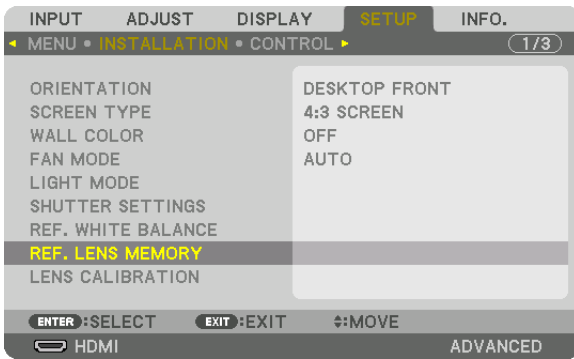 INPUT ADJUST DISPLAY SETUP INFO.
MENU • INSTALLATION • CONTROL 1/3
ORIENTATION DESKTOP FRONT
SCREEN TYPE 4:3 SCREEN
WALL COLOR OFF
FAN MODE AUTO
LIGHT MODE
SHUTTER SETTINGS
REF. WHITE BALANCE
REF. LENS MEMORY
LENS CALIBRATION
ENTER :SELECT EXIT :EXIT :MOVE
HDMI ADVANCED